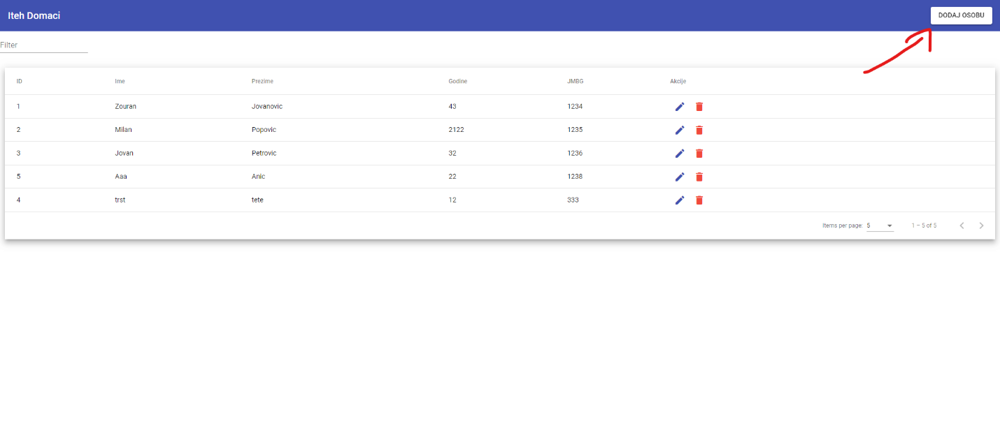 Iteh Domaci DODAJ OSOBU
Filter
ID Ime Prezime Godine JMBG Akcije
1 Zouran Jovanovic 43 1234
2 Milan Popovic 2122 1235
3 Jovan Petrovic 32 1236
5 Aaa Anic 22 1238
4 trst tete 12 333
Items per page: 5 1 – 5 of 5